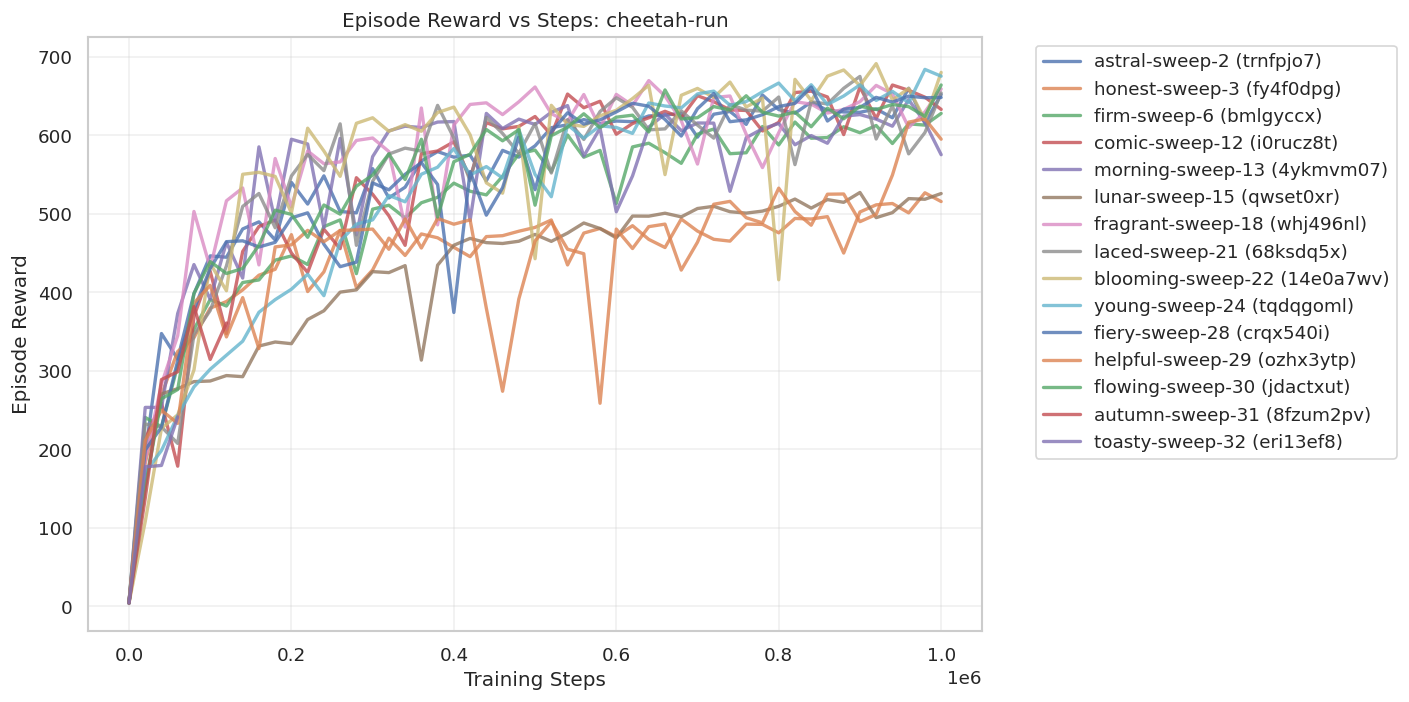 Episode Reward vs Steps: cheetah-run
Episode Reward
700
600
500
400
300
200
100
0
0.0
0.2
0.4
0.6
0.8
1.0
1e6
Training Steps
astral-sweep-2 (trnfpjo7)
honest-sweep-3 (fy4f0dpg)
firm-sweep-6 (bmlgyccx)
comic-sweep-12 (i0rucz8t)
morning-sweep-13 (4ykmvm07)
lunar-sweep-15 (qwset0xr)
fragrant-sweep-18 (whj496nl)
laced-sweep-21 (68ksdq5x)
blooming-sweep-22 (14e0a7wv)
young-sweep-24 (tqdqgoml)
fiery-sweep-28 (crqx540i)
helpful-sweep-29 (ozhx3ytp)
flowing-sweep-30 (jdactxut)
autumn-sweep-31 (8fzum2pv)
toasty-sweep-32 (eri13ef8)